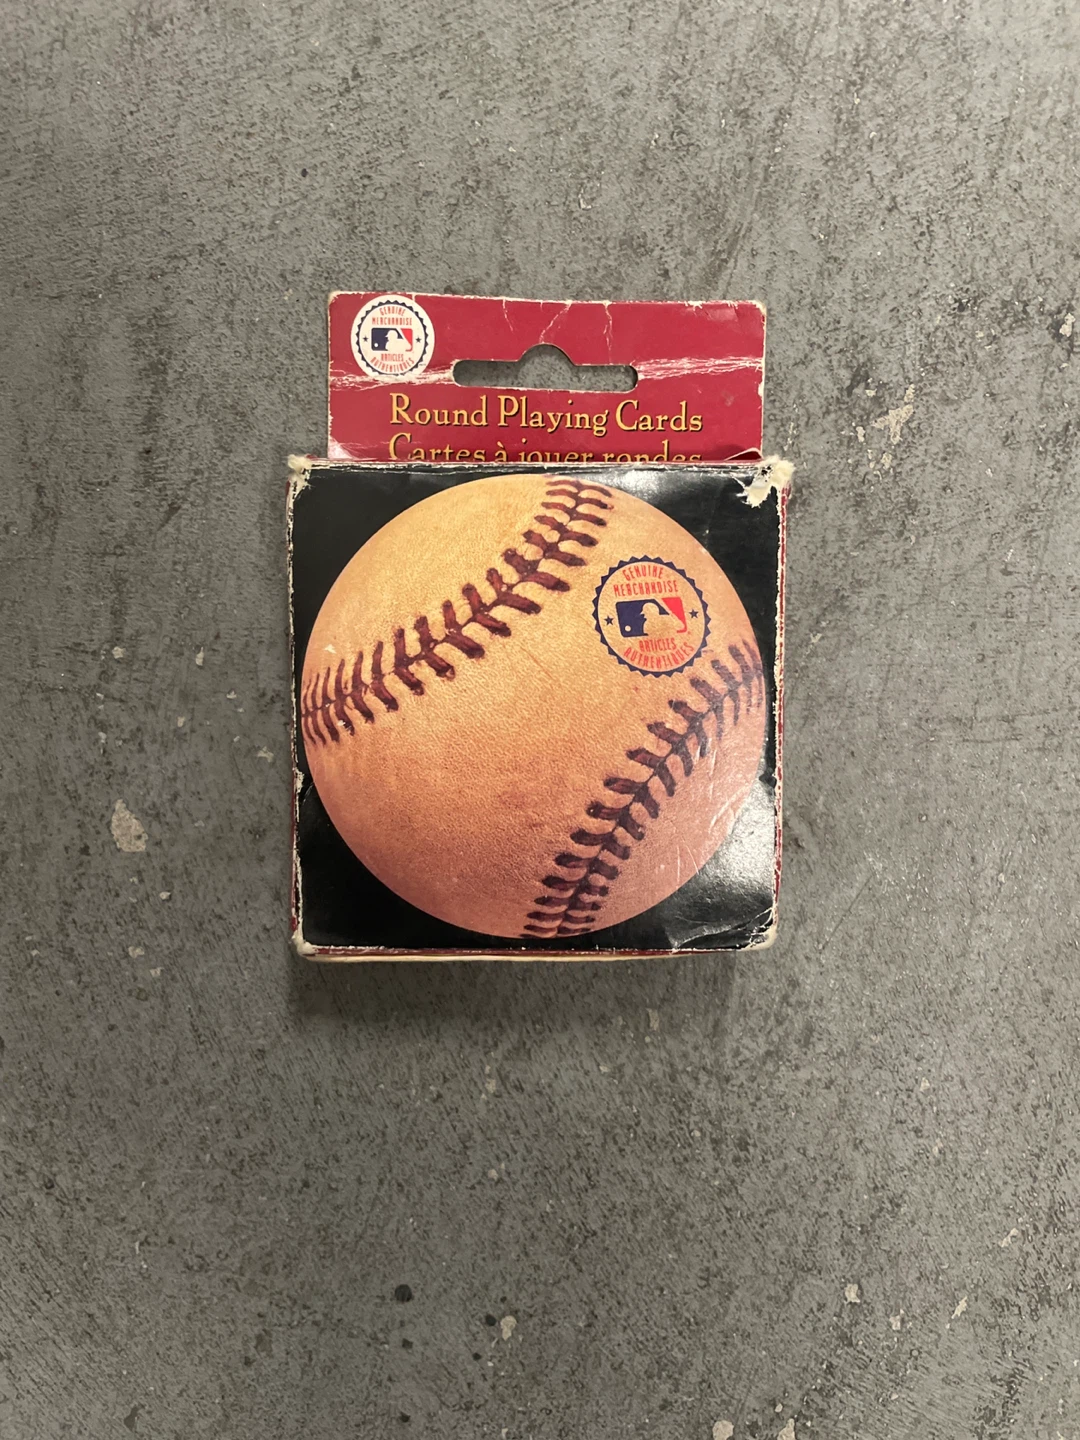 GENUINE
MERCHANDISE
ARTICLES
AUTHENTIQUES
Round Playing Cards
Cartes à jouer rondes
GENUINE
MERCHANDISE
ARTICLES
AUTHENTIQUES